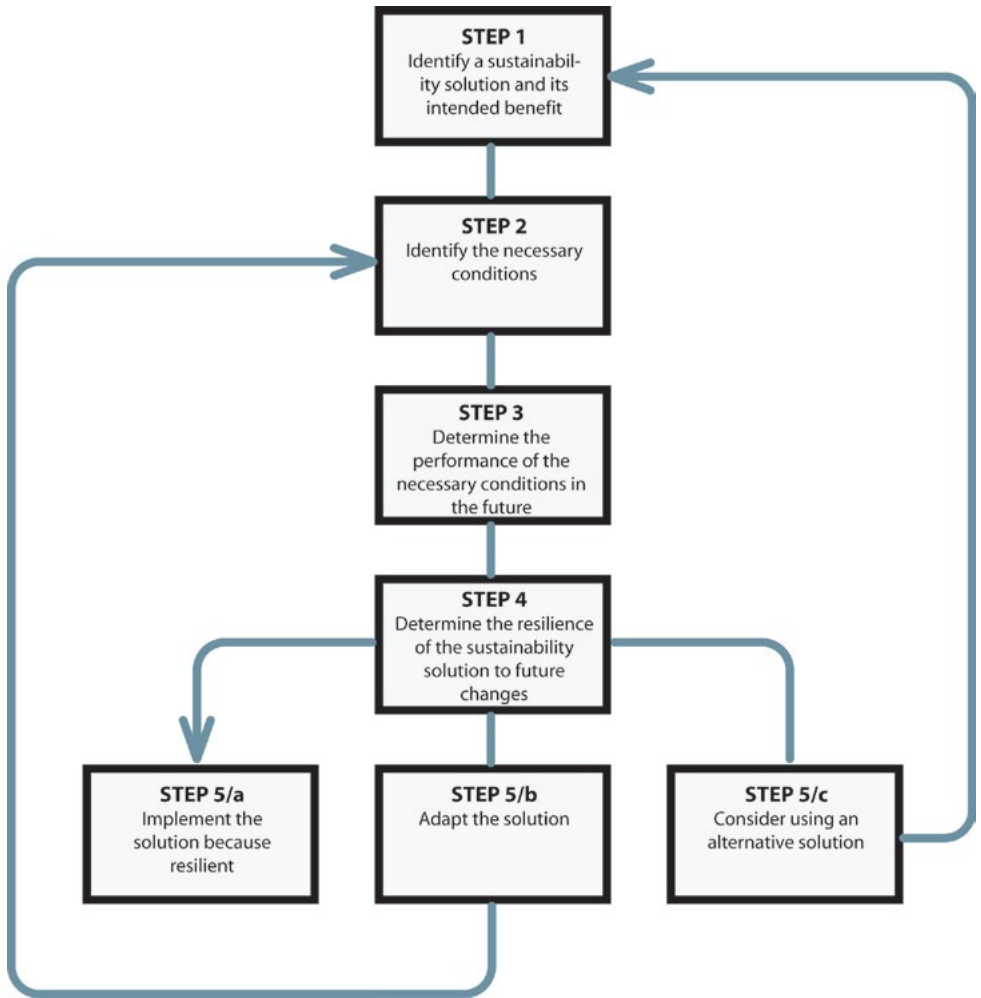 STEP 1
Identify a sustainabil-
ity solution and its
intended benefit
STEP 2
Identify the necessary
conditions
STEP 3
Determine the
performance of the
necessary conditions in
the future
STEP 4
Determine the resilience
of the sustainability
solution to future
changes
STEP 5/a
Implement the
solution because
resilient
STEP 5/b
Adapt the solution
STEP 5/c
Consider using an
alternative solution